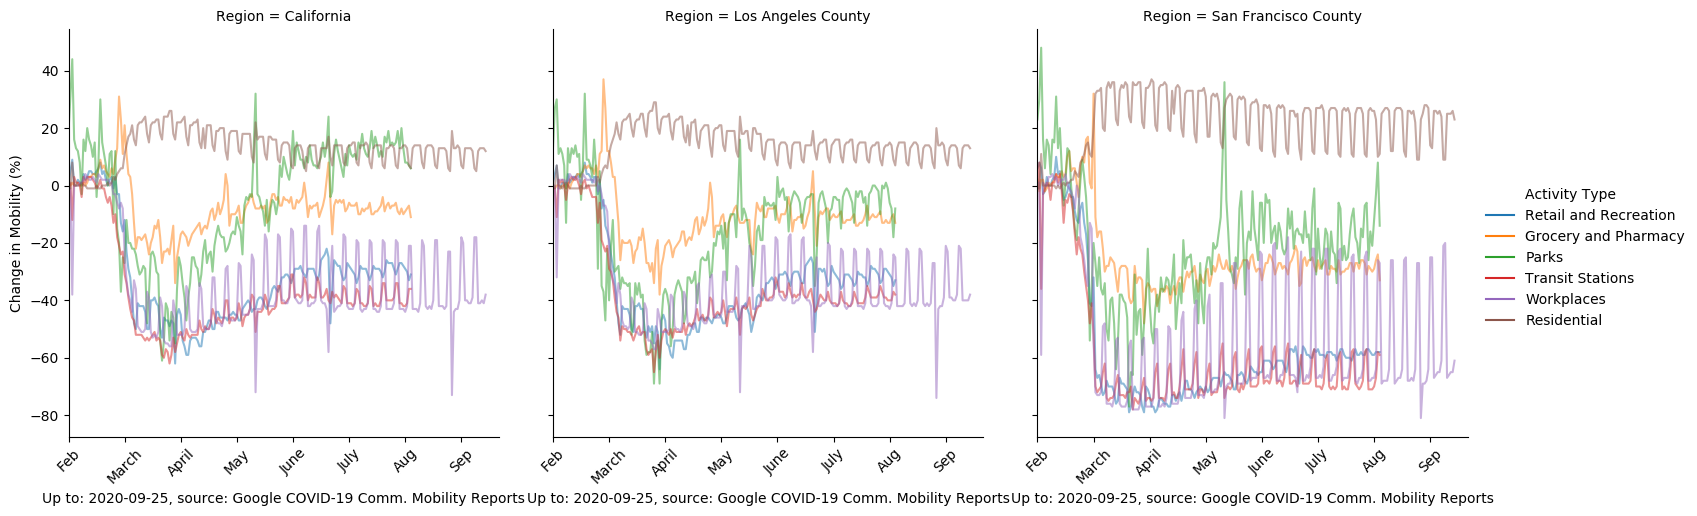 Region = California
Region = Los Angeles County
Region = San Francisco County
Change in Mobility (%)
40
20
0
−20
−40
−60
−80
Feb
March
April
May
June
July
Aug
Sep
Feb
March
April
May
June
July
Aug
Sep
Feb
March
April
May
June
July
Aug
Sep
Up to: 2020-09-25, source: Google COVID-19 Comm. Mobility Reports
Up to: 2020-09-25, source: Google COVID-19 Comm. Mobility Reports
Up to: 2020-09-25, source: Google COVID-19 Comm. Mobility Reports
Activity Type
Retail and Recreation
Grocery and Pharmacy
Parks
Transit Stations
Workplaces
Residential